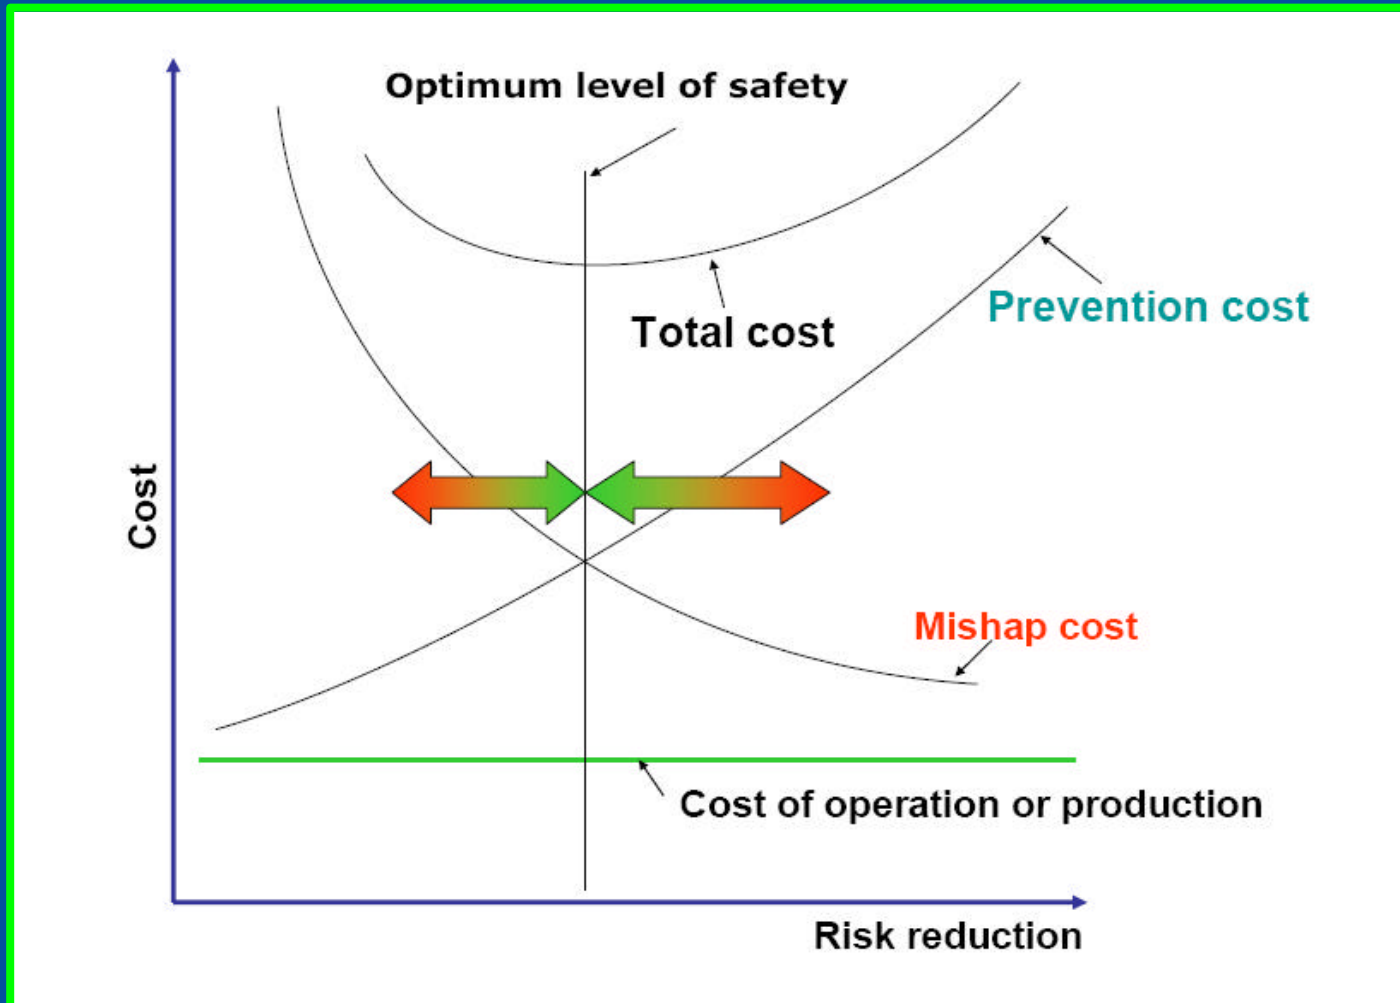 Optimum level of safety
Prevention cost
Total cost
Cost
Mishap cost
Cost of operation or production
Risk reduction